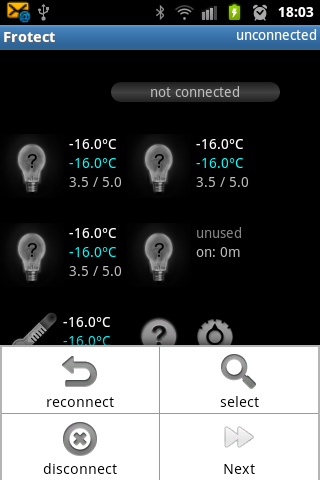 18:03
Frotect unconnected
not connected
-16.0°C -16.0°C
-16.0°C -16.0°C
3.5 / 5.0 3.5 / 5.0
? ?
-16.0°C unused
-16.0°C on: 0m
3.5 / 5.0
? ?
-16.0°C
-16.0°C
?
reconnect select
disconnect Next